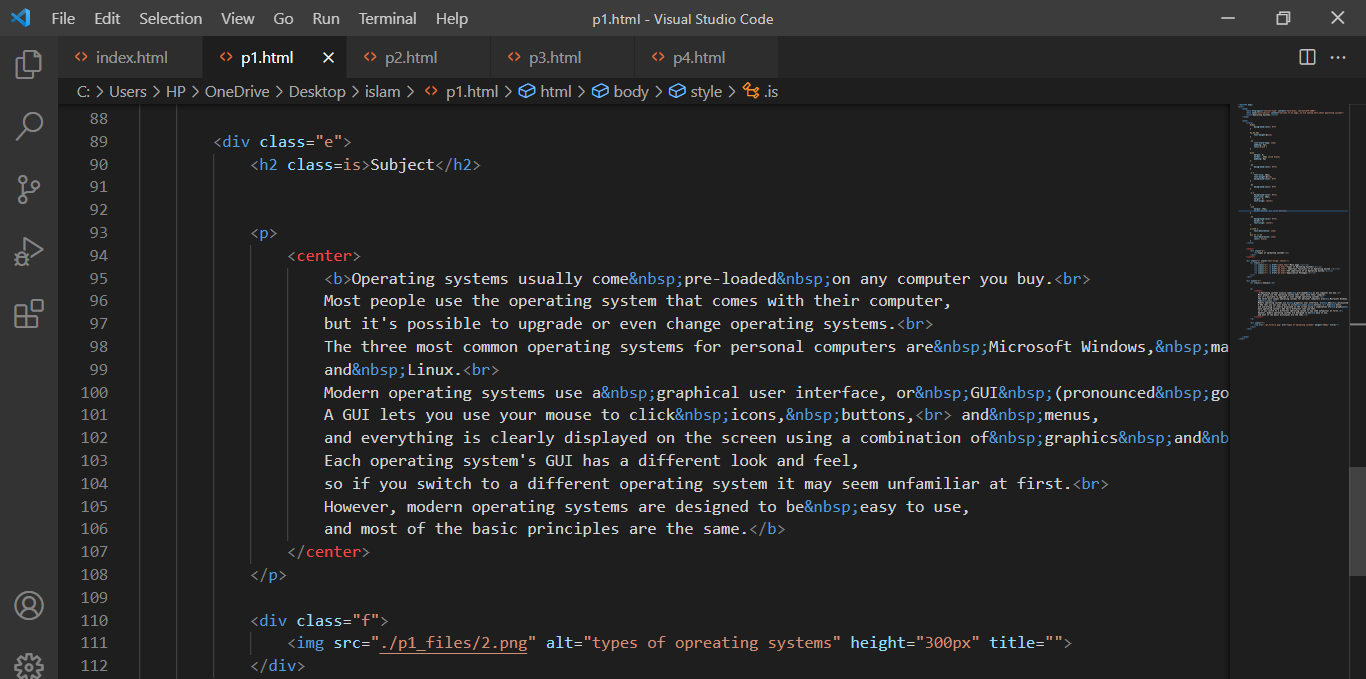 File Edit Selection View Go Run Terminal Help p1.html - Visual Studio Code
index.html p1.html p2.html p3.html p4.html
C: > Users > HP > OneDrive > Desktop > islam > p1.html > html > body > style > .is
88
89 <div class="e">
90 <h2 class=is>Subject</h2>
91
92
93 <p>
94 <center>
95 <b>Operating systems usually come&nbsp;pre-loaded&nbsp;on any computer you buy.<br>
96 Most people use the operating system that comes with their computer,
97 but it's possible to upgrade or even change operating systems.<br>
98 The three most common operating systems for personal computers are&nbsp;Microsoft Windows,&nbsp;ma
99 and&nbsp;Linux.<br>
100 Modern operating systems use a&nbsp;graphical user interface, or&nbsp;GUI&nbsp;(pronounced&nbsp;go
101 A GUI lets you use your mouse to click&nbsp;icons,&nbsp;buttons,<br> and&nbsp;menus,
102 and everything is clearly displayed on the screen using a combination of&nbsp;graphics&nbsp;and&nb
103 Each operating system's GUI has a different look and feel,
104 so if you switch to a different operating system it may seem unfamiliar at first.<br>
105 However, modern operating systems are designed to be&nbsp;easy to use,
106 and most of the basic principles are the same.</b>
107 </center>
108 </p>
109
110 <div class="f">
111 <img src="./p1_files/2.png" alt="types of opreating systems" height="300px" title="">
112 </div>